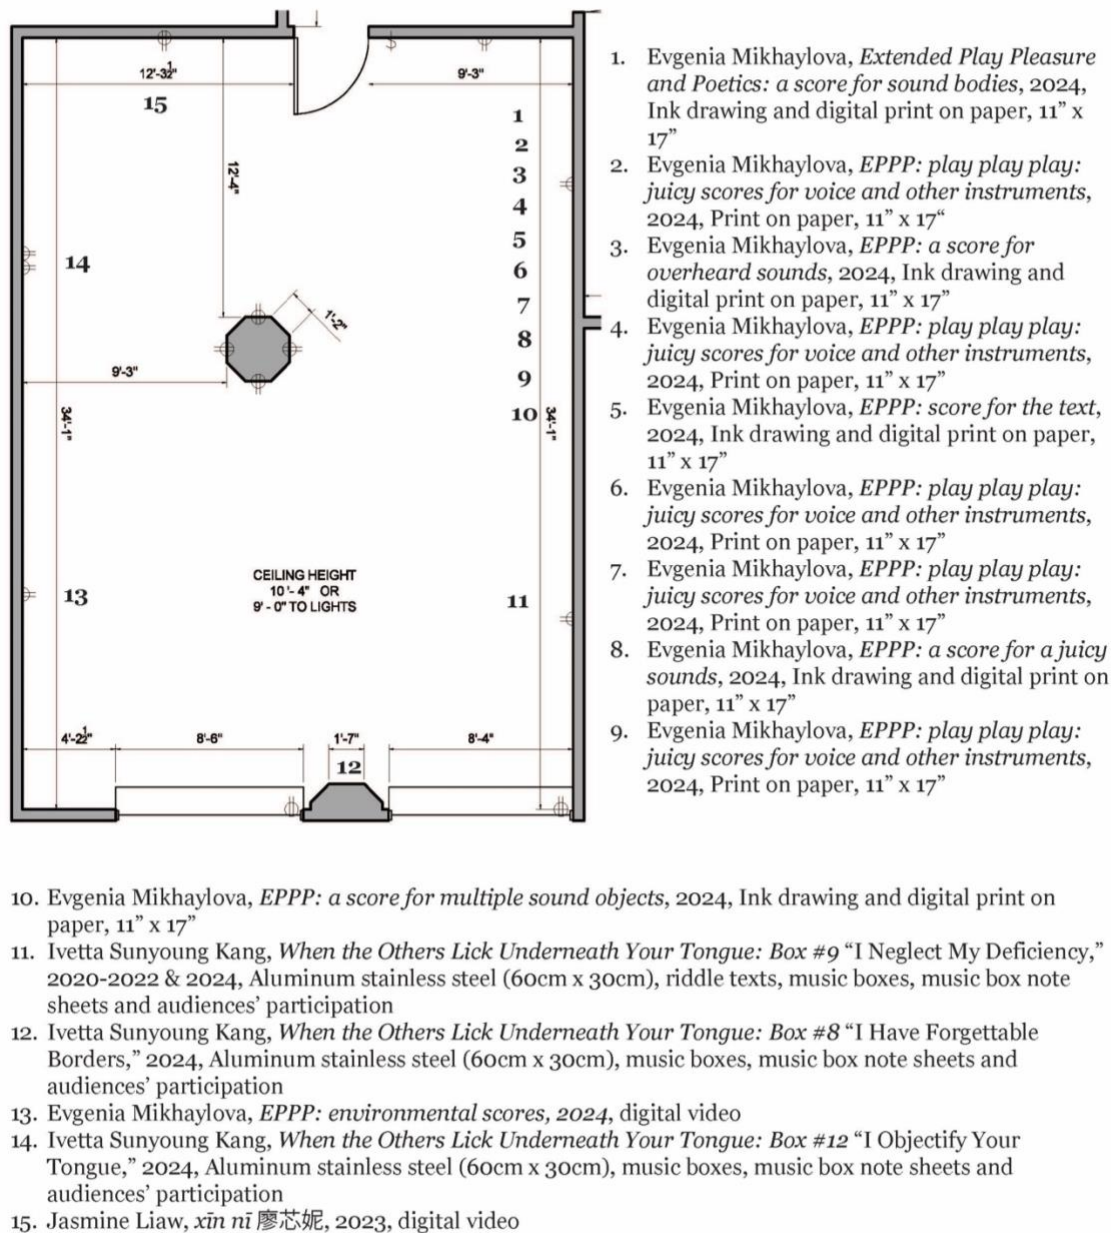 12'-3½"
9'-3"
15
12'-4"
1
2
3
4
5
6
7
8
9
10
14
1'-2"
9'-3"
34'-1"
34'-1"
CEILING HEIGHT
10'-4" OR
9'-0" TO LIGHTS
13
11
4'-2½"
8'-6"
1'-7"
8'-4"
12
1. Evgenia Mikhaylova, Extended Play Pleasure
and Poetics: a score for sound bodies, 2024,
Ink drawing and digital print on paper, 11” x
17”
2. Evgenia Mikhaylova, EPPP: play play play:
juicy scores for voice and other instruments,
2024, Print on paper, 11” x 17“
3. Evgenia Mikhaylova, EPPP: a score for
overheard sounds, 2024, Ink drawing and
digital print on paper, 11” x 17”
4. Evgenia Mikhaylova, EPPP: play play play:
juicy scores for voice and other instruments,
2024, Print on paper, 11” x 17”
5. Evgenia Mikhaylova, EPPP: score for the text,
2024, Ink drawing and digital print on paper,
11” x 17”
6. Evgenia Mikhaylova, EPPP: play play play:
juicy scores for voice and other instruments,
2024, Print on paper, 11” x 17”
7. Evgenia Mikhaylova, EPPP: play play play:
juicy scores for voice and other instruments,
2024, Print on paper, 11” x 17”
8. Evgenia Mikhaylova, EPPP: a score for a juicy
sounds, 2024, Ink drawing and digital print on
paper, 11” x 17”
9. Evgenia Mikhaylova, EPPP: play play play:
juicy scores for voice and other instruments,
2024, Print on paper, 11” x 17”
10. Evgenia Mikhaylova, EPPP: a score for multiple sound objects, 2024, Ink drawing and digital print on
paper, 11” x 17”
11. Ivetta Sunyoung Kang, When the Others Lick Underneath Your Tongue: Box #9 “I Neglect My Deficiency,”
2020-2022 & 2024, Aluminum stainless steel (60cm x 30cm), riddle texts, music boxes, music box note
sheets and audiences’ participation
12. Ivetta Sunyoung Kang, When the Others Lick Underneath Your Tongue: Box #8 “I Have Forgettable
Borders,” 2024, Aluminum stainless steel (60cm x 30cm), music boxes, music box note sheets and
audiences’ participation
13. Evgenia Mikhaylova, EPPP: environmental scores, 2024, digital video
14. Ivetta Sunyoung Kang, When the Others Lick Underneath Your Tongue: Box #12 “I Objectify Your
Tongue,” 2024, Aluminum stainless steel (60cm x 30cm), music boxes, music box note sheets and
audiences’ participation
15. Jasmine Liaw, xīn nī 廖芯妮, 2023, digital video